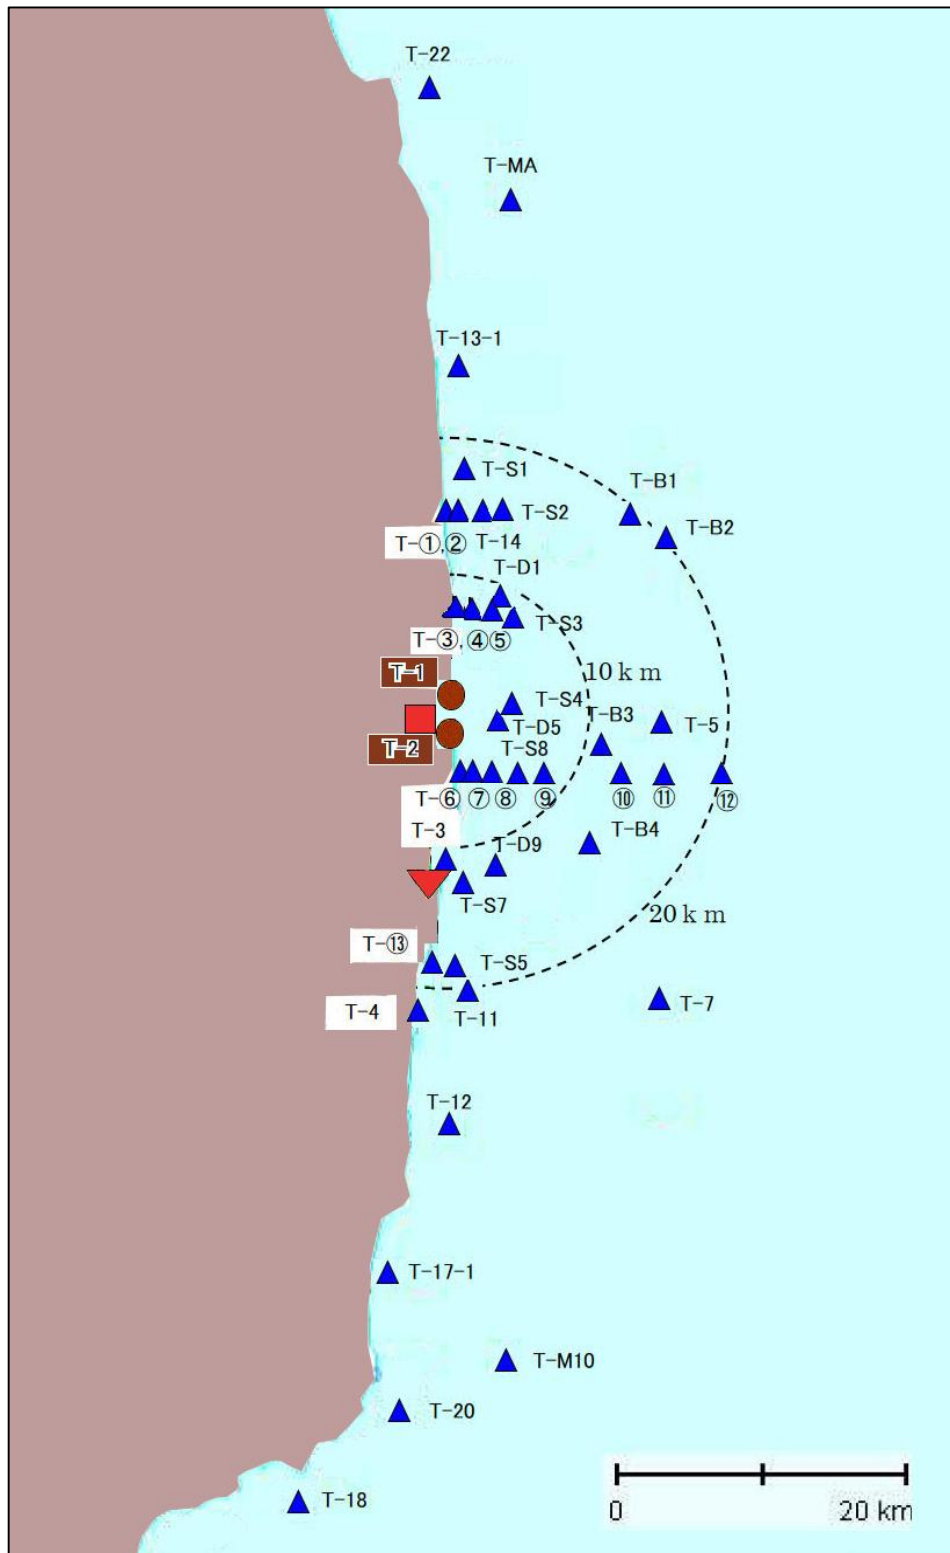 T-22
T-MA
T-13-1
T-S1
T-B1
T-S2
T-B2
T-①,② T-14
T-D1
T-S3
T-③, ④⑤
T-1
10 km
T-S4
T-D5
T-B3
T-5
T-2
T-S8
T-⑥ ⑦ ⑧ ⑨ ⑩ ⑪ ⑫
T-3
T-B4
T-D9
T-S7
20 km
T-⑬
T-S5
T-4
T-11
T-7
T-12
T-17-1
T-M10
T-20
T-18
0 20 km